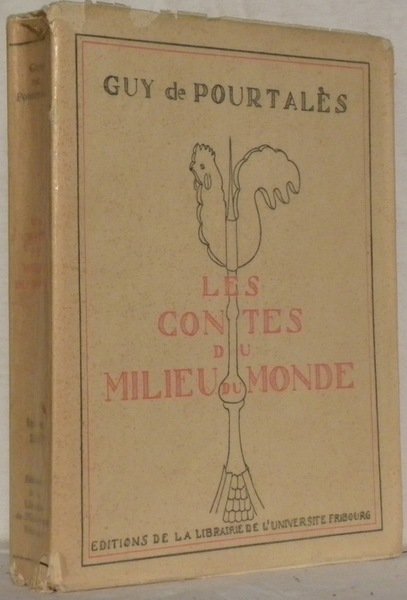 GUY de POURTALÈS
LES
CONTES
DU
MILIEU DU MONDE
EDITIONS DE LA LIBRAIRIE DE L'UNIVERSITE FRIBOURG